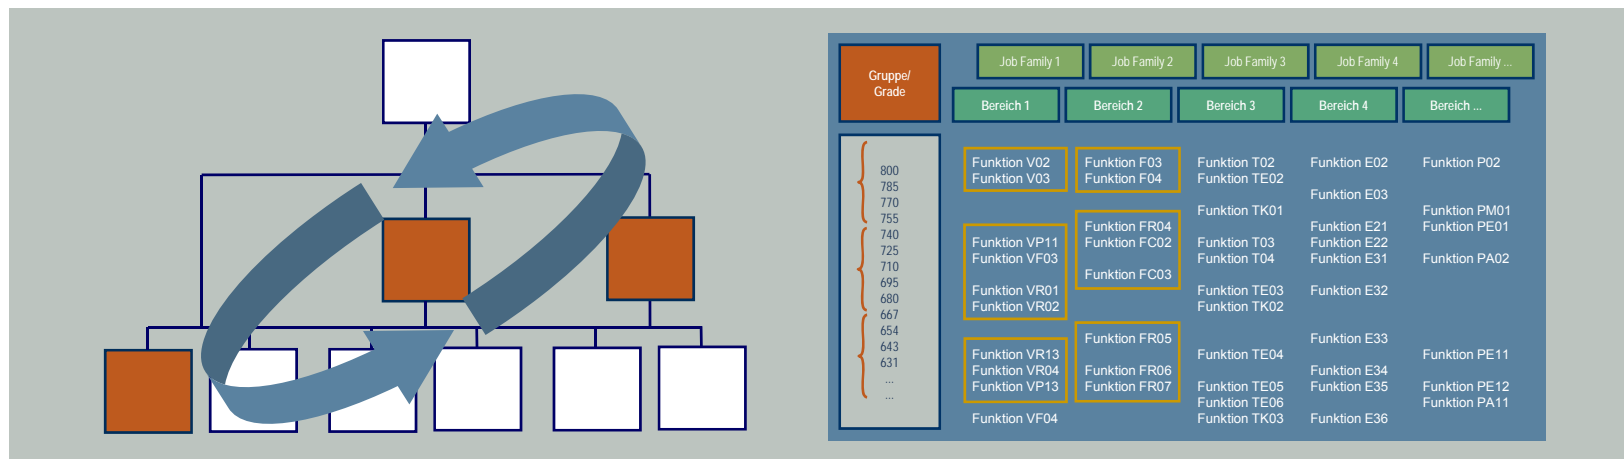 Gruppe/
Grade
Job Family 1
Job Family 2
Job Family 3
Job Family 4
Job Family ...
Bereich 1
Bereich 2
Bereich 3
Bereich 4
Bereich ...
800
785
770
755
740
725
710
695
680
667
654
643
631
...
...
Funktion V02
Funktion V03
Funktion VP11
Funktion VF03
Funktion VR01
Funktion VR02
Funktion VR13
Funktion VR04
Funktion VP13
Funktion VF04
Funktion F03
Funktion F04
Funktion FR04
Funktion FC02
Funktion FC03
Funktion FR05
Funktion FR06
Funktion FR07
Funktion T02
Funktion TE02
Funktion TK01
Funktion T03
Funktion T04
Funktion TE03
Funktion TK02
Funktion TE04
Funktion TE05
Funktion TE06
Funktion TK03
Funktion E02
Funktion E03
Funktion E21
Funktion E22
Funktion E31
Funktion E32
Funktion E33
Funktion E34
Funktion E35
Funktion E36
Funktion P02
Funktion PM01
Funktion PE01
Funktion PA02
Funktion PE11
Funktion PE12
Funktion PA11